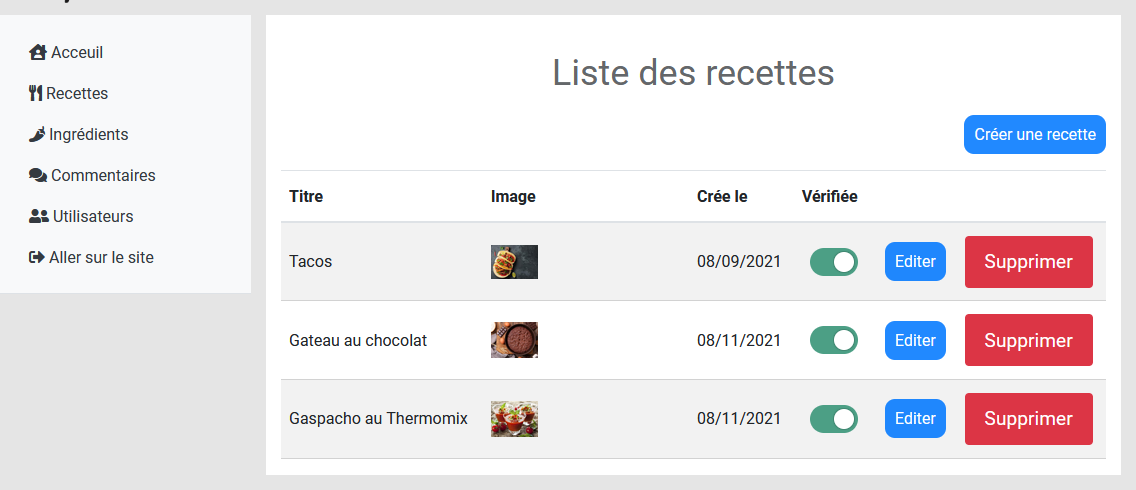 Acceuil
Recettes
Ingrédients
Commentaires
Utilisateurs
Aller sur le site
Liste des recettes
Créer une recette
Titre Image Crée le Vérifiée
Tacos 08/09/2021 Editer Supprimer
Gateau au chocolat 08/11/2021 Editer Supprimer
Gaspacho au Thermomix 08/11/2021 Editer Supprimer